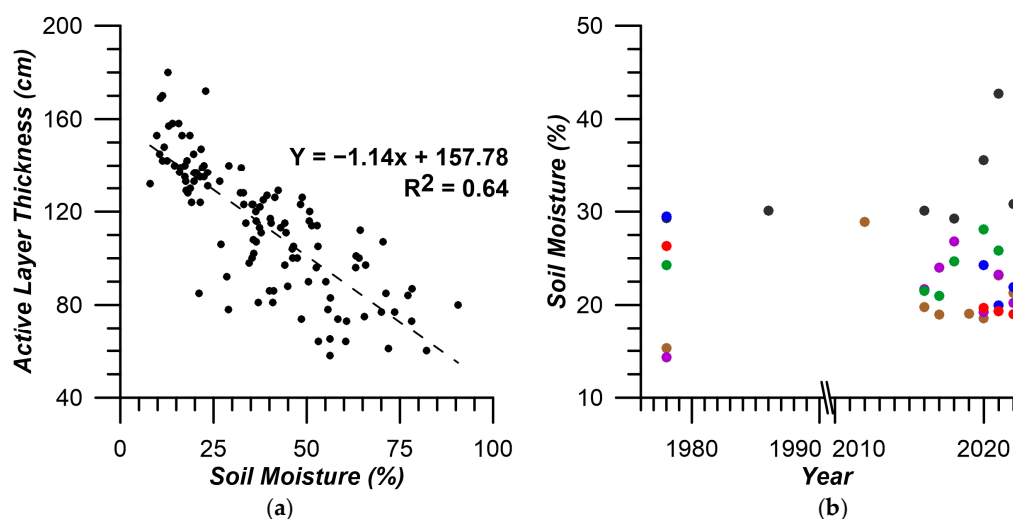 200
160
120
80
40
Active Layer Thickness (cm)
Y = −1.14x + 157.78
R² = 0.64
0
25
50
75
100
Soil Moisture (%)
(a)
50
40
30
20
10
Soil Moisture (%)
1980
1990
2010
2020
Year
(b)